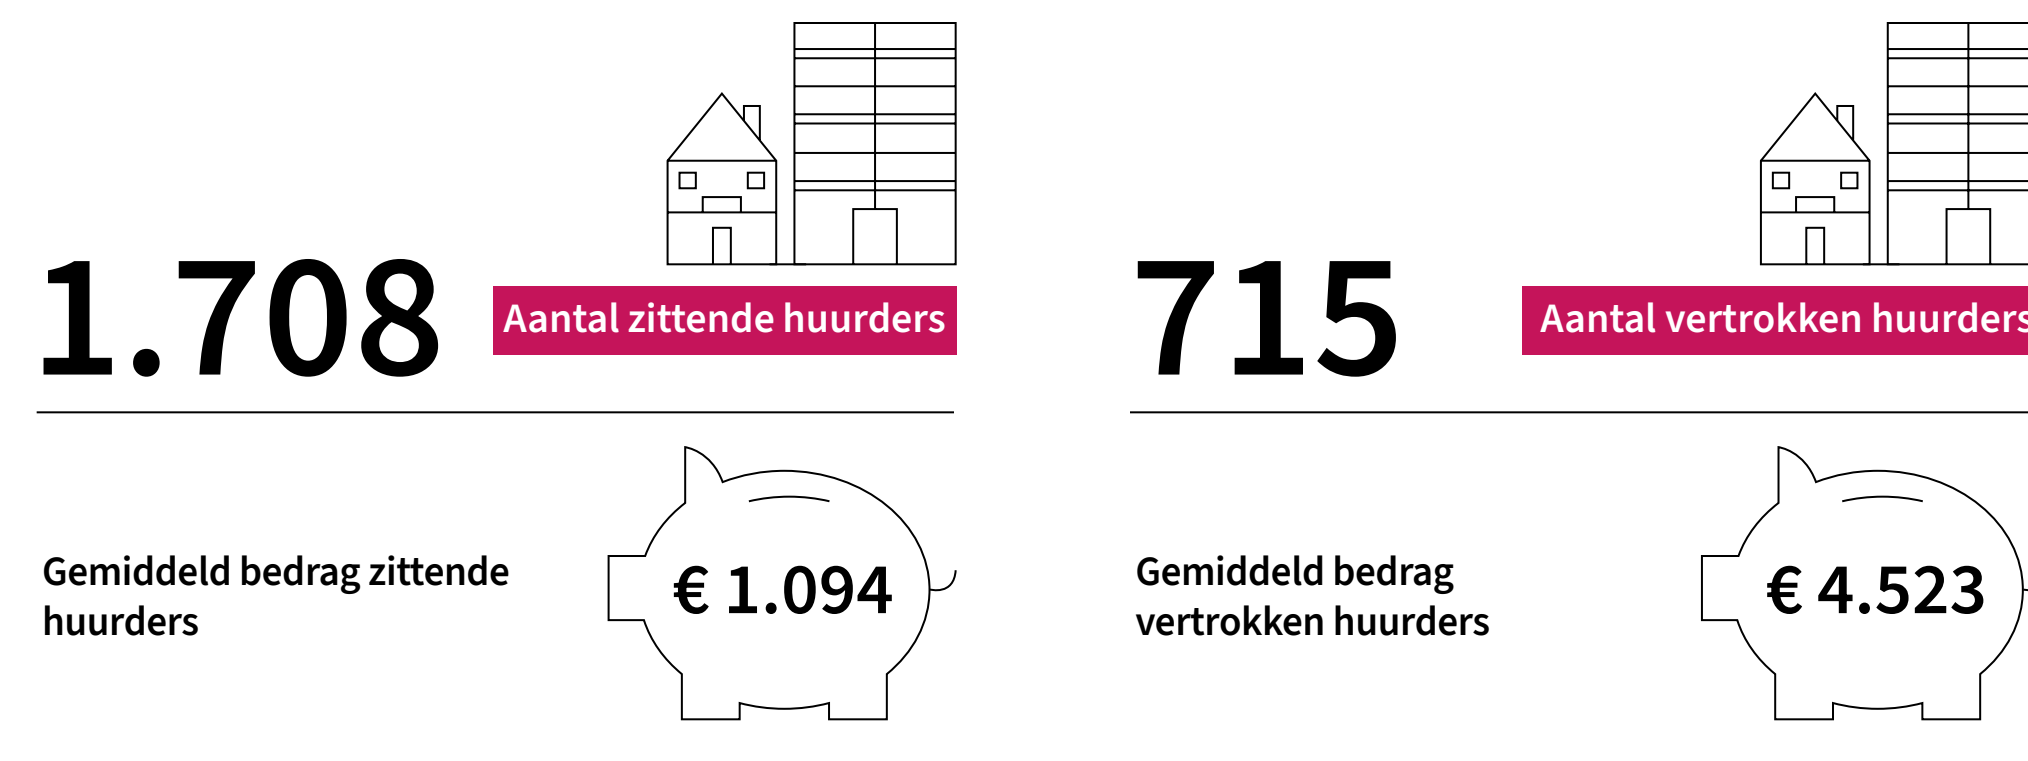 1.708
Aantal zittende huurders
Gemiddeld bedrag zittende
huurders
€ 1.094
715
Aantal vertrokken huurders
Gemiddeld bedrag
vertrokken huurders
€ 4.523